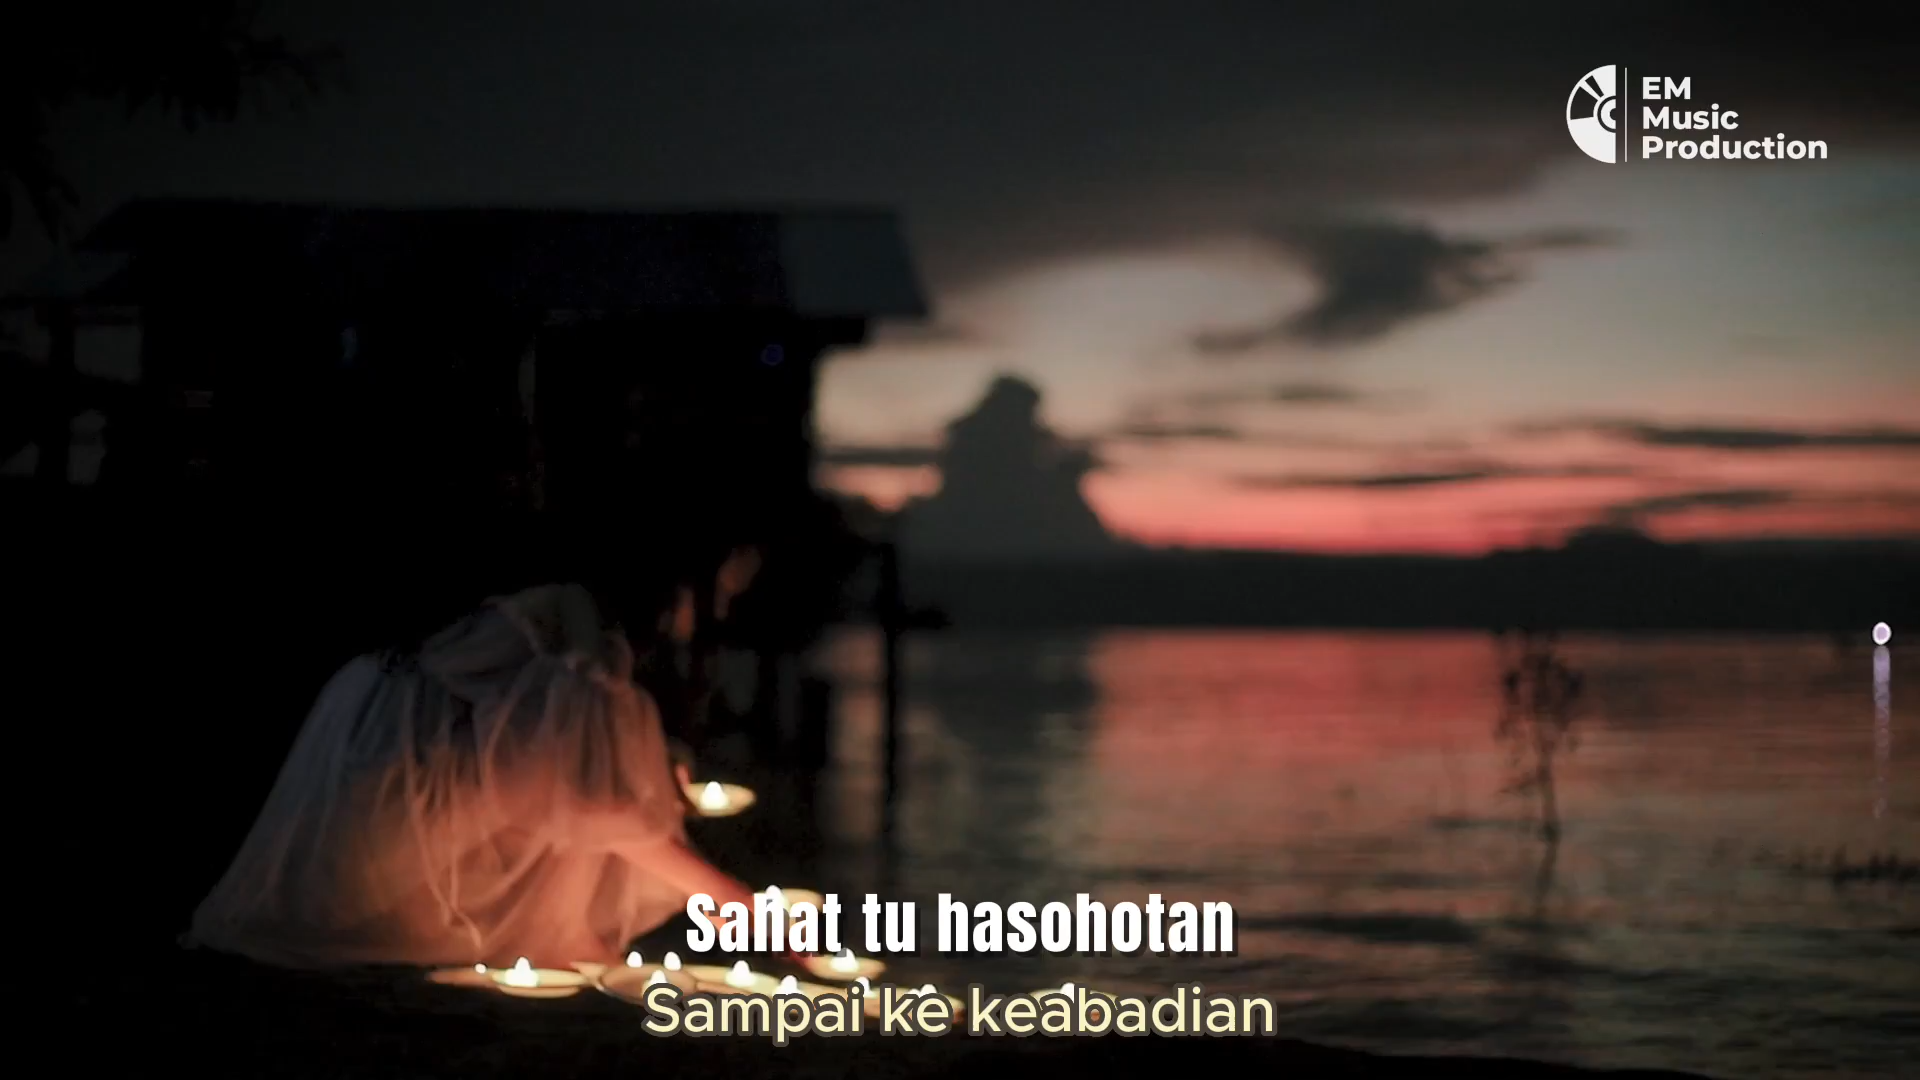 EM
Music
Production
Sahat tu hasohotan
Sampai ke keabadian